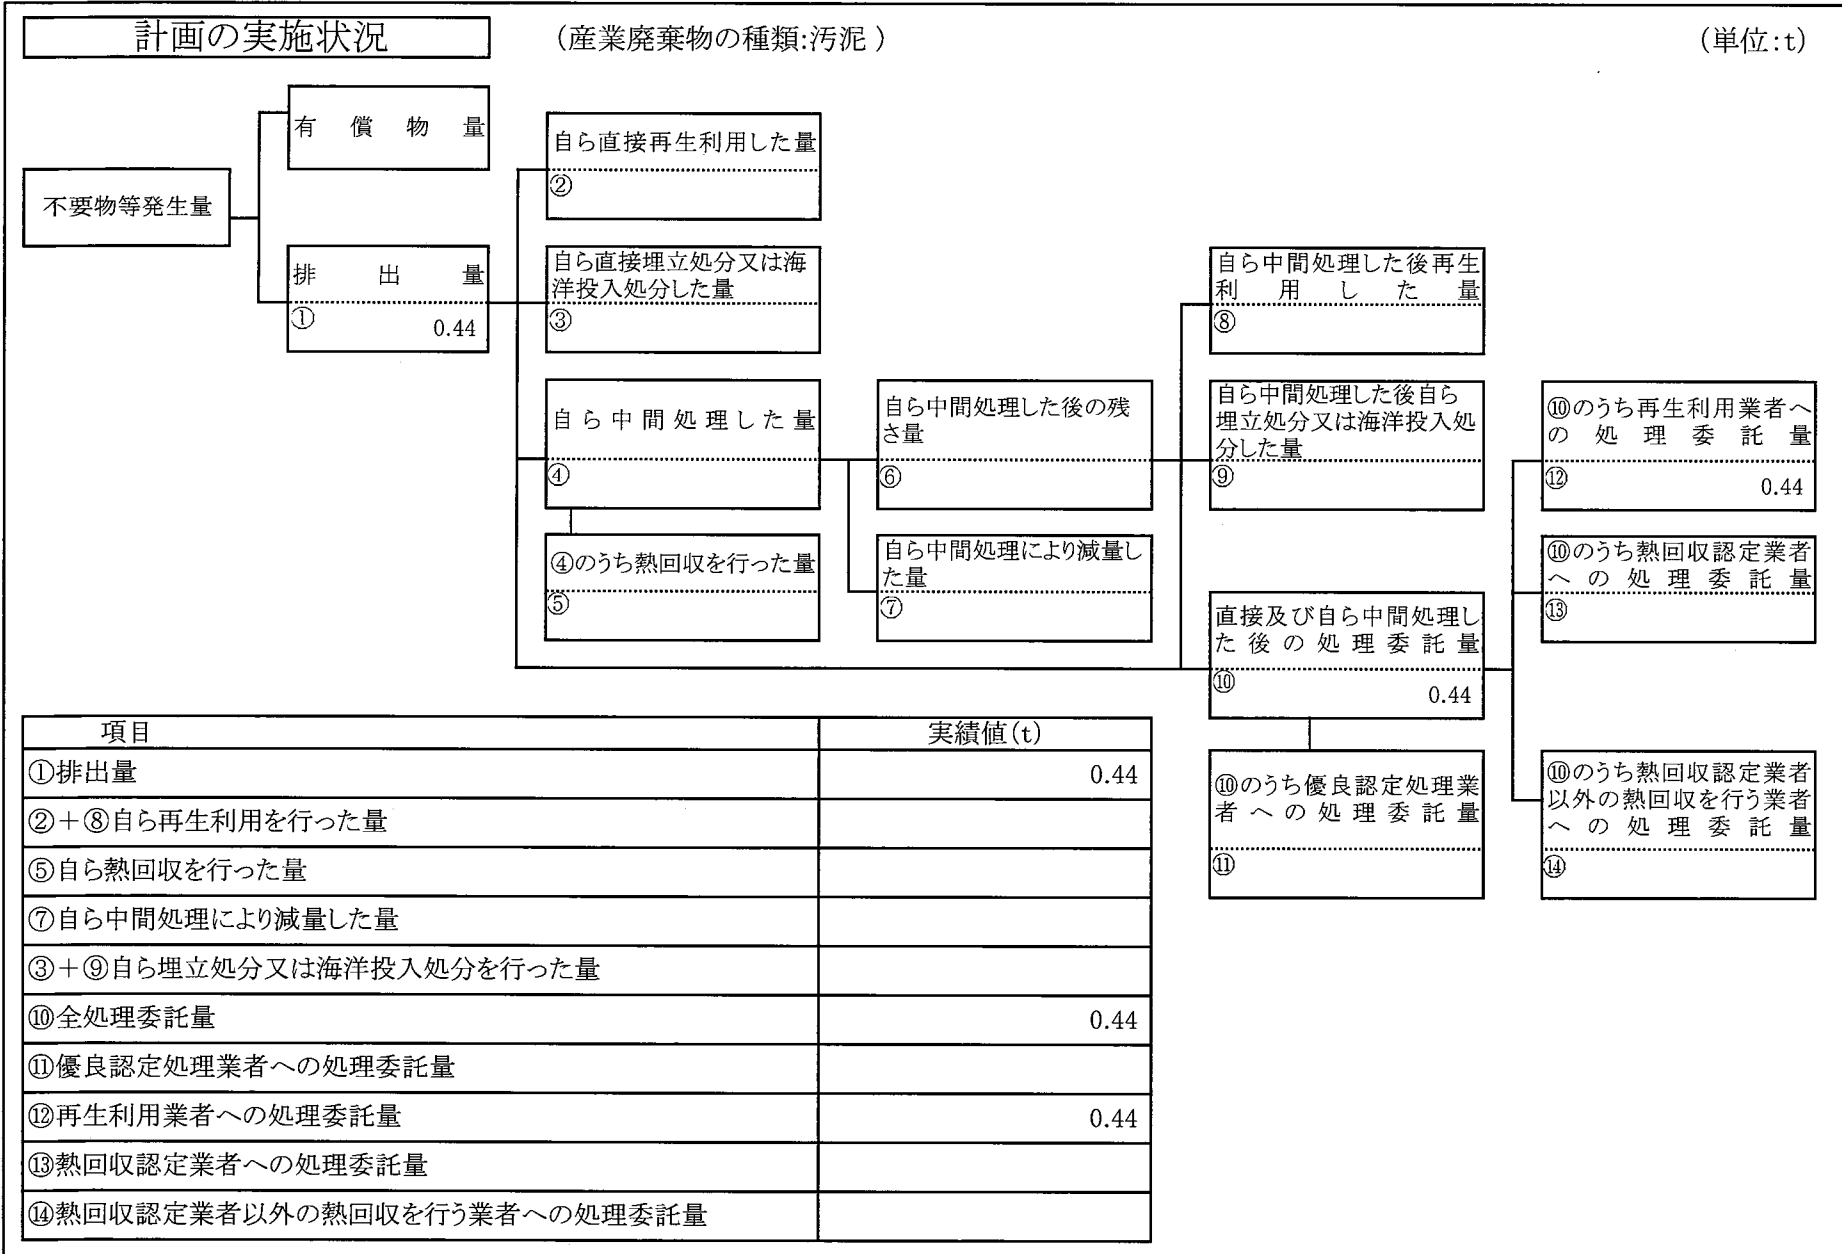 計画の実施状況
(産業廃棄物の種類:汚泥 )
(単位:t)
有償物量
不要物等発生量
排出量
①
0.44
自ら直接再生利用した量
②
自ら直接埋立処分又は海
洋投入処分した量
③
自ら中間処理した量
④
④のうち熱回収を行った量
⑤
自ら中間処理した後の残
さ量
⑥
自ら中間処理により減量し
た量
⑦
自ら中間処理した後再生
利用した量
⑧
自ら中間処理した後自ら
埋立処分又は海洋投入処
分した量
⑨
直接及び自ら中間処理し
た後の処理委託量
⑩
0.44
⑩のうち優良認定処理業
者への処理委託量
⑪
⑩のうち再生利用業者へ
の処理委託量
⑫
0.44
⑩のうち熱回収認定業者
への処理委託量
⑬
⑩のうち熱回収認定業者
以外の熱回収を行う業者
への処理委託量
⑭
項目 実績値(t)
①排出量 0.44
②+⑧自ら再生利用を行った量
⑤自ら熱回収を行った量
⑦自ら中間処理により減量した量
③+⑨自ら埋立処分又は海洋投入処分を行った量
⑩全処理委託量 0.44
⑪優良認定処理業者への処理委託量
⑫再生利用業者への処理委託量 0.44
⑬熱回収認定業者への処理委託量
⑭熱回収認定業者以外の熱回収を行う業者への処理委託量